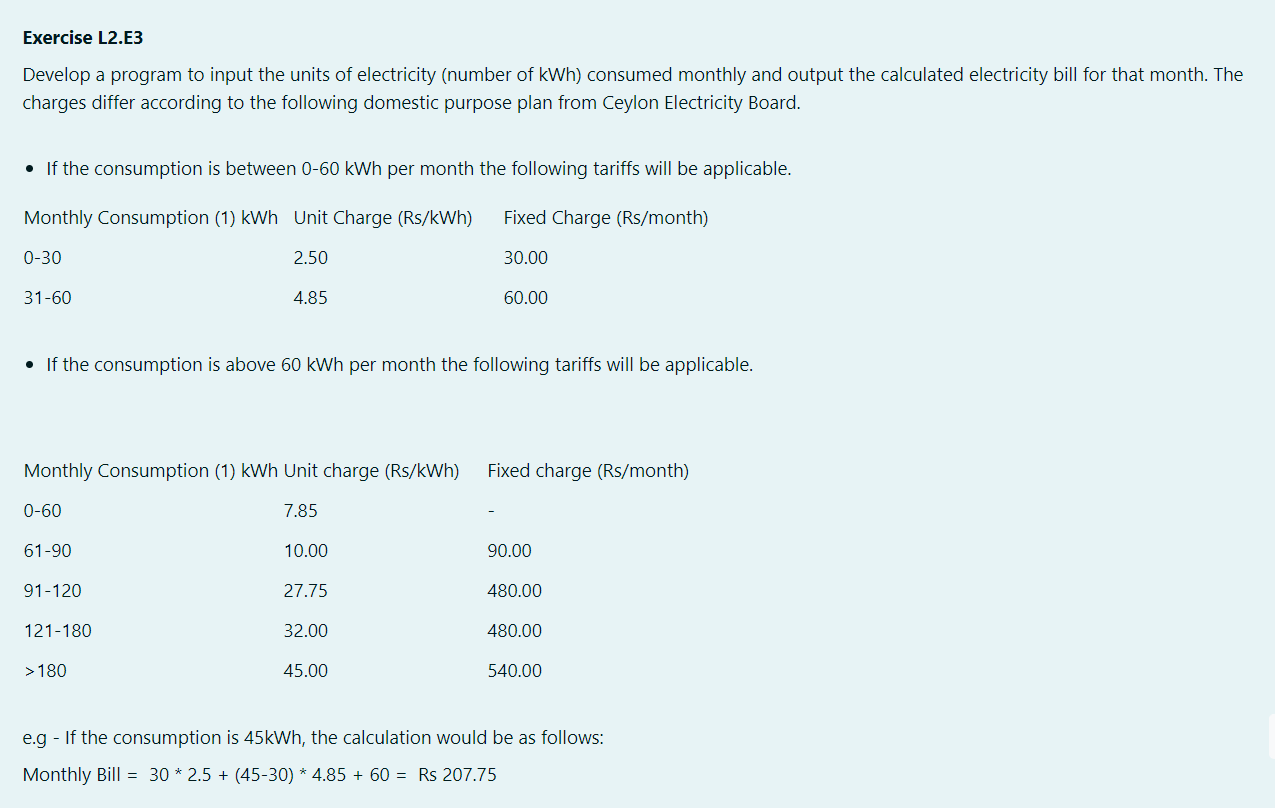 Exercise L2.E3
Develop a program to input the units of electricity (number of kWh) consumed monthly and output the calculated electricity bill for that month. The
charges differ according to the following domestic purpose plan from Ceylon Electricity Board.
• If the consumption is between 0-60 kWh per month the following tariffs will be applicable.
Monthly Consumption (1) kWh Unit Charge (Rs/kWh) Fixed Charge (Rs/month)
0-30 2.50 30.00
31-60 4.85 60.00
• If the consumption is above 60 kWh per month the following tariffs will be applicable.
Monthly Consumption (1) kWh Unit charge (Rs/kWh) Fixed charge (Rs/month)
0-60 7.85 -
61-90 10.00 90.00
91-120 27.75 480.00
121-180 32.00 480.00
>180 45.00 540.00
e.g - If the consumption is 45kWh, the calculation would be as follows:
Monthly Bill = 30 * 2.5 + (45-30) * 4.85 + 60 = Rs 207.75